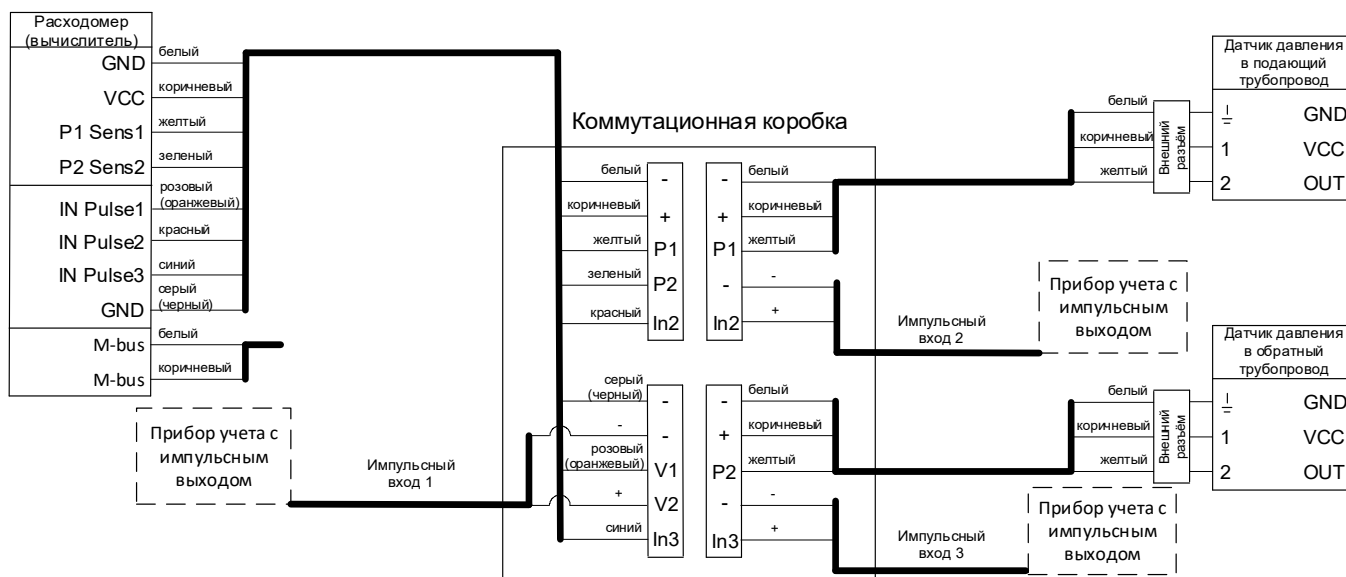 Расходомер
(вычислитель)
GND
белый
VCC
коричневый
P1 Sens1
желтый
P2 Sens2
зеленый
IN Pulse1
розовый
(оранжевый)
IN Pulse2
красный
IN Pulse3
синий
GND
серый
(черный)
M-bus
белый
M-bus
коричневый
Прибор учета с
импульсным
выходом
Импульсный
вход 1
Коммутационная коробка
белый
-
коричневый
+
желтый
P1
зеленый
P2
красный
In2
-
белый
+
коричневый
P1
желтый
-
-
In2
+
серый
(черный)
-
-
-
розовый
(оранжевый)
V1
+
V2
синий
In3
-
белый
+
коричневый
P2
желтый
-
-
In3
+
Импульсный
вход 2
Прибор учета с
импульсным
выходом
Импульсный
вход 3
Прибор учета с
импульсным
выходом
Датчик давления
в подающий
трубопровод
белый
коричневый
желтый
Внешний
разъём
GND
1
VCC
2
OUT
Датчик давления
в обратный
трубопровод
белый
коричневый
желтый
Внешний
разъём
GND
1
VCC
2
OUT